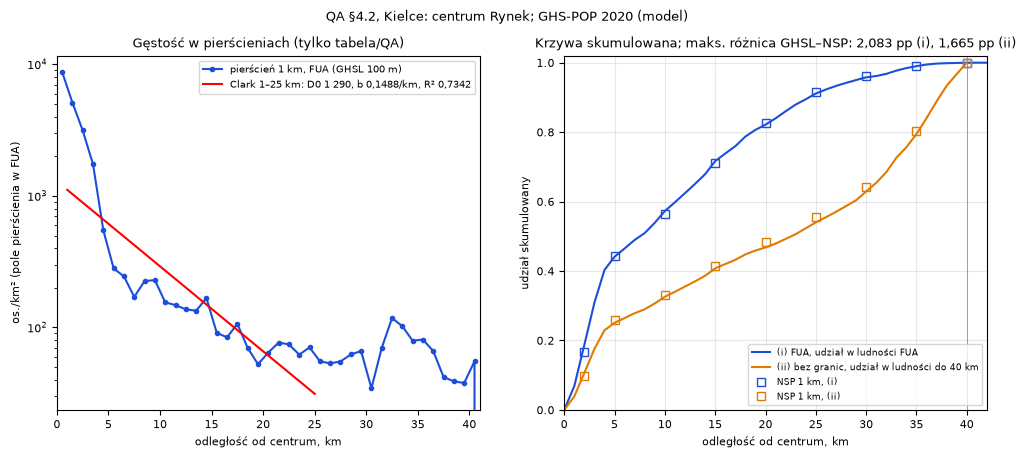 QA §4.2, Kielce: centrum Rynek; GHS-POP 2020 (model)
Gęstość w pierścieniach (tylko tabela/QA)
os./km² (pole pierścienia w FUA)
10⁴
10³
10²
pierścień 1 km, FUA (GHSL 100 m)
Clark 1–25 km: D0 1 290, b 0,1488/km, R² 0,7342
0 5 10 15 20 25 30 35 40
odległość od centrum, km
Krzywa skumulowana; maks. różnica GHSL–NSP: 2,083 pp (i), 1,665 pp (ii)
udział skumulowany
1.0
0.8
0.6
0.4
0.2
0.0
(i) FUA, udział w ludności FUA
(ii) bez granic, udział w ludności do 40 km
NSP 1 km, (i)
NSP 1 km, (ii)
0 5 10 15 20 25 30 35 40
odległość od centrum, km